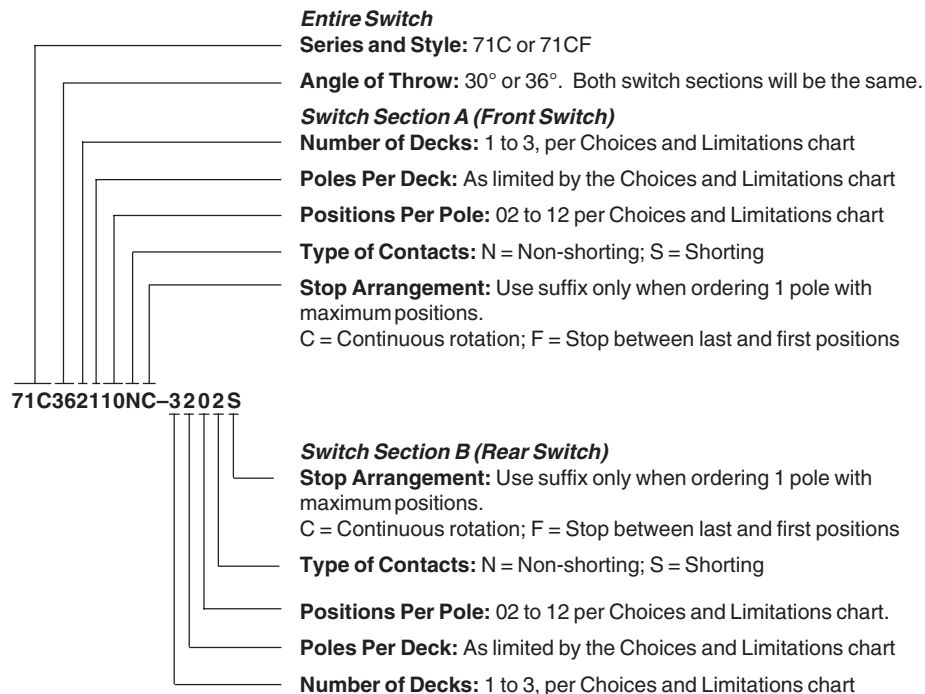 Entire Switch
Series and Style: 71C or 71CF
Angle of Throw: 30° or 36°. Both switch sections will be the same.
Switch Section A (Front Switch)
Number of Decks: 1 to 3, per Choices and Limitations chart
Poles Per Deck: As limited by the Choices and Limitations chart
Positions Per Pole: 02 to 12 per Choices and Limitations chart
Type of Contacts: N = Non-shorting; S = Shorting
Stop Arrangement: Use suffix only when ordering 1 pole with
maximum positions.
C = Continuous rotation; F = Stop between last and first positions
71C362110NC–3202S
Switch Section B (Rear Switch)
Stop Arrangement: Use suffix only when ordering 1 pole with
maximum positions.
C = Continuous rotation; F = Stop between last and first positions
Type of Contacts: N = Non-shorting; S = Shorting
Positions Per Pole: 02 to 12 per Choices and Limitations chart.
Poles Per Deck: As limited by the Choices and Limitations chart
Number of Decks: 1 to 3, per Choices and Limitations chart